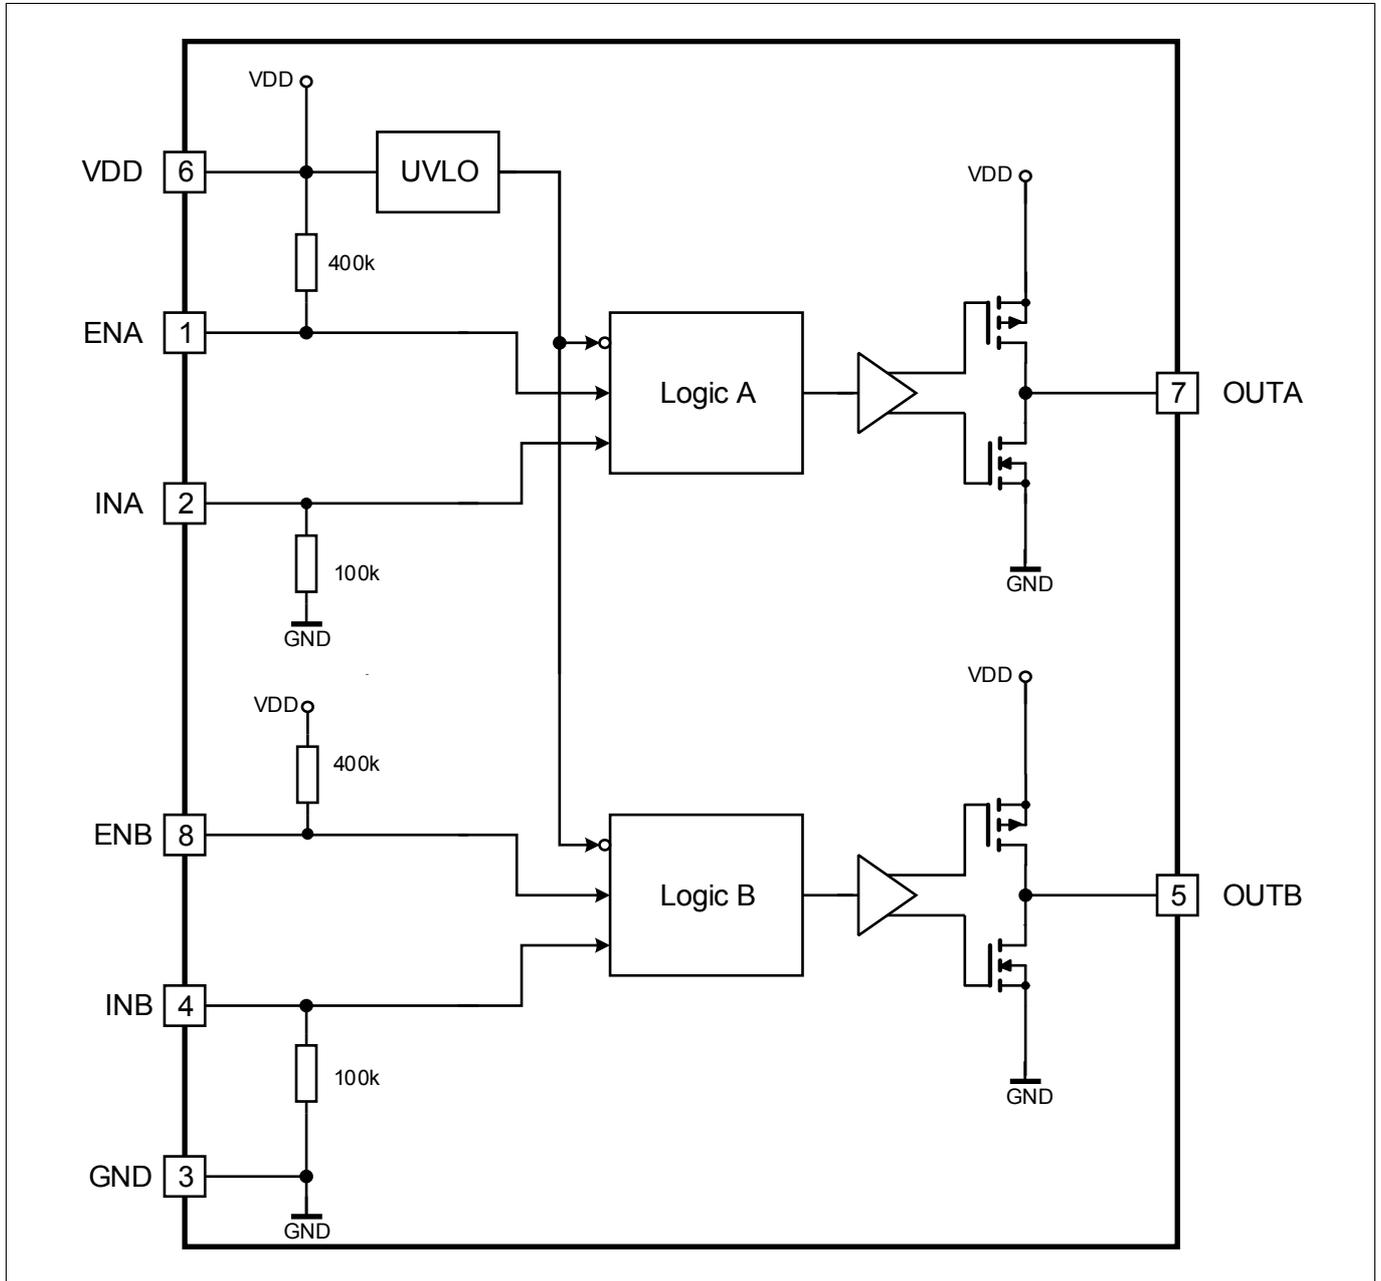 VDD
VDD 6 UVLO
VDD
400k
ENA 1
Logic A
7 OUTA
INA 2
100k
GND
GND
VDD
VDD
400k
ENB 8
Logic B
5 OUTB
INB 4
100k
GND
GND 3
GND